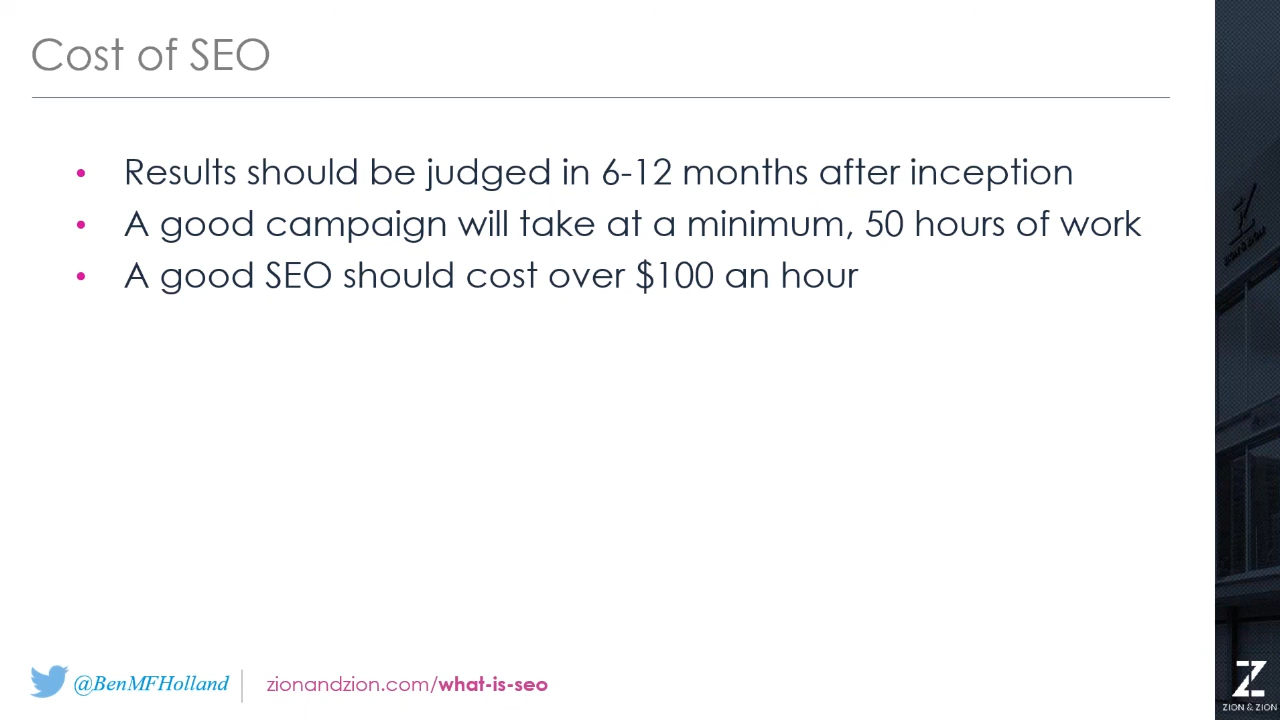 Cost of SEO
• Results should be judged in 6-12 months after inception
• A good campaign will take at a minimum, 50 hours of work
• A good SEO should cost over $100 an hour
@BenMFHolland
zionandzion.com/what-is-seo
ZION & ZION